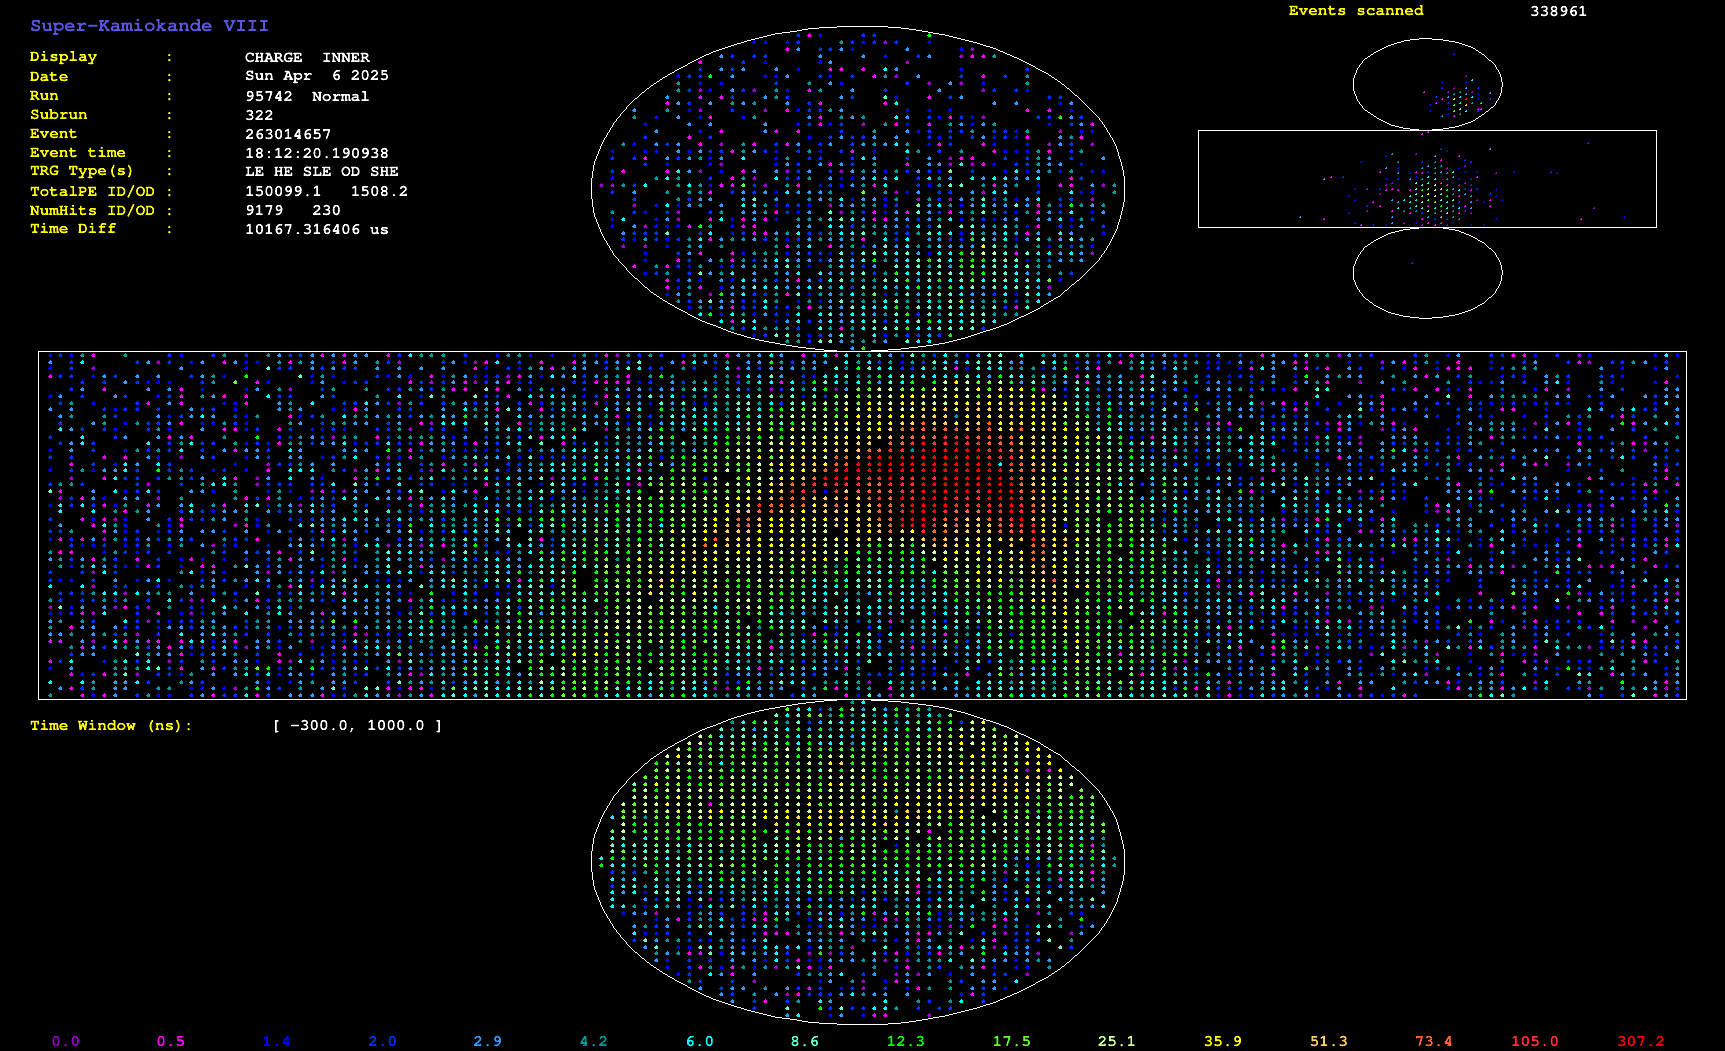 Super-Kamiokande VIII
Events scanned 338961
Display : CHARGE INNER
Date : Sun Apr 6 2025
Run : 95742 Normal
Subrun : 322
Event : 263014657
Event time : 18:12:20.190938
TRG Type(s) : LE HE SLE OD SHE
TotalPE ID/OD : 150099.1 1508.2
NumHits ID/OD : 9179 230
Time Diff : 10167.316406 us
Time Window (ns): [ -300.0, 1000.0 ]
0.0 0.5 1.4 2.0 2.9 4.2 6.0 8.6 12.3 17.5 25.1 35.9 51.3 73.4 105.0 307.2